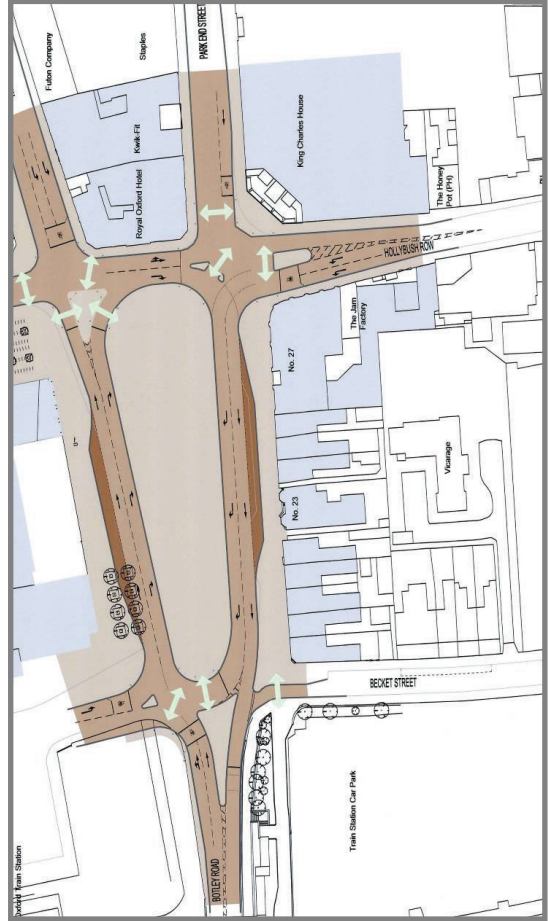 Futon Company
Staples
PARK END STREET
Kwik-Fit
Royal Oxford Hotel
King Charles House
The Honey
Pot (PH)
HOLLYBUSH ROW
The Jam
Factory
No. 27
No. 23
Vicarage
BECKET STREET
Train Station Car Park
BOTLEY ROAD
Oxford Train Station